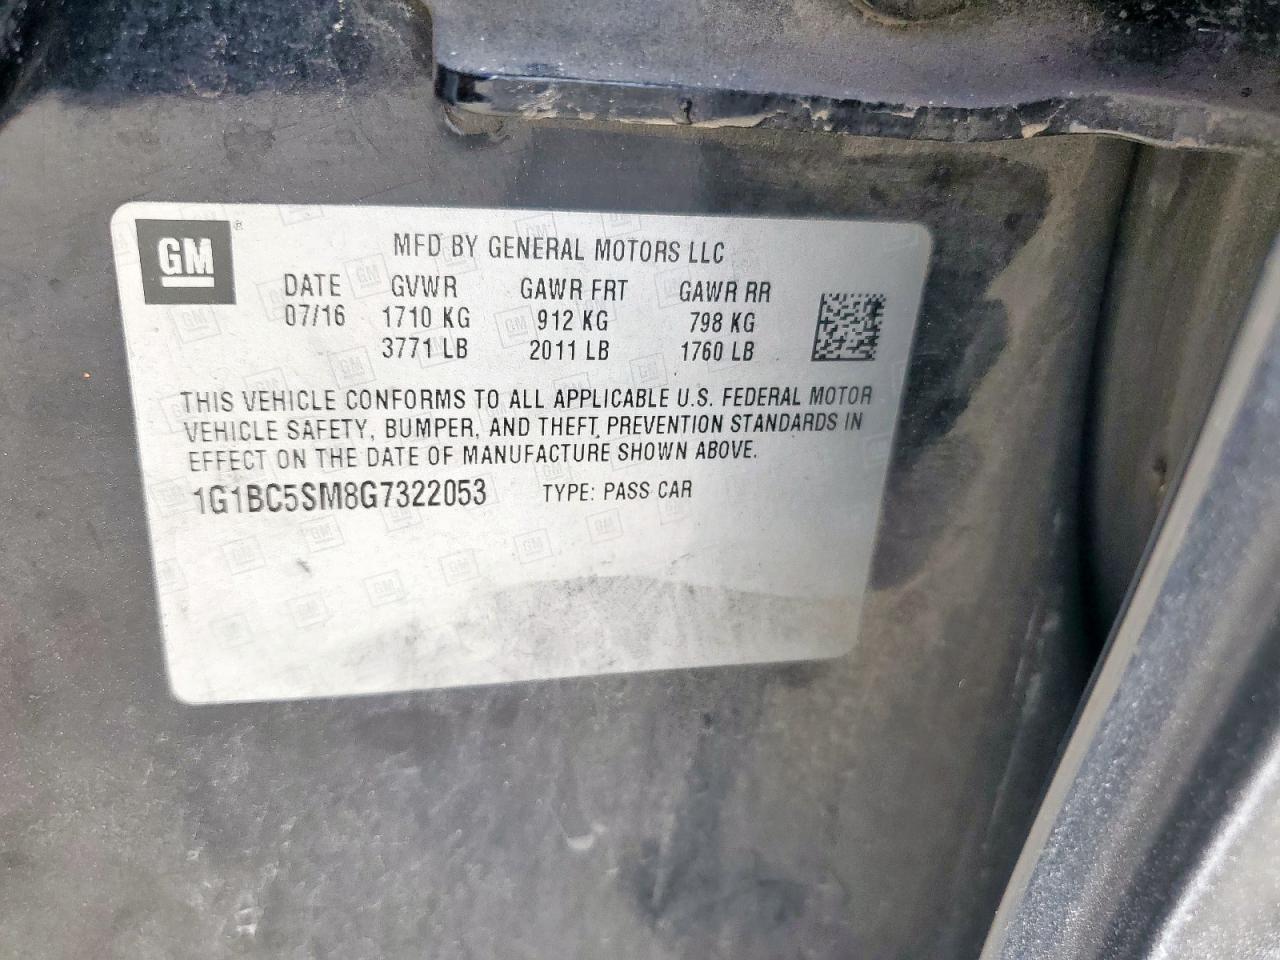 GM ®
MFD BY GENERAL MOTORS LLC
DATE GVWR GAWR FRT GAWR RR
07/16 1710 KG 912 KG 798 KG
3771 LB 2011 LB 1760 LB
THIS VEHICLE CONFORMS TO ALL APPLICABLE U.S. FEDERAL MOTOR
VEHICLE SAFETY, BUMPER, AND THEFT PREVENTION STANDARDS IN
EFFECT ON THE DATE OF MANUFACTURE SHOWN ABOVE.
1G1BC5SM8G7322053 TYPE: PASS CAR